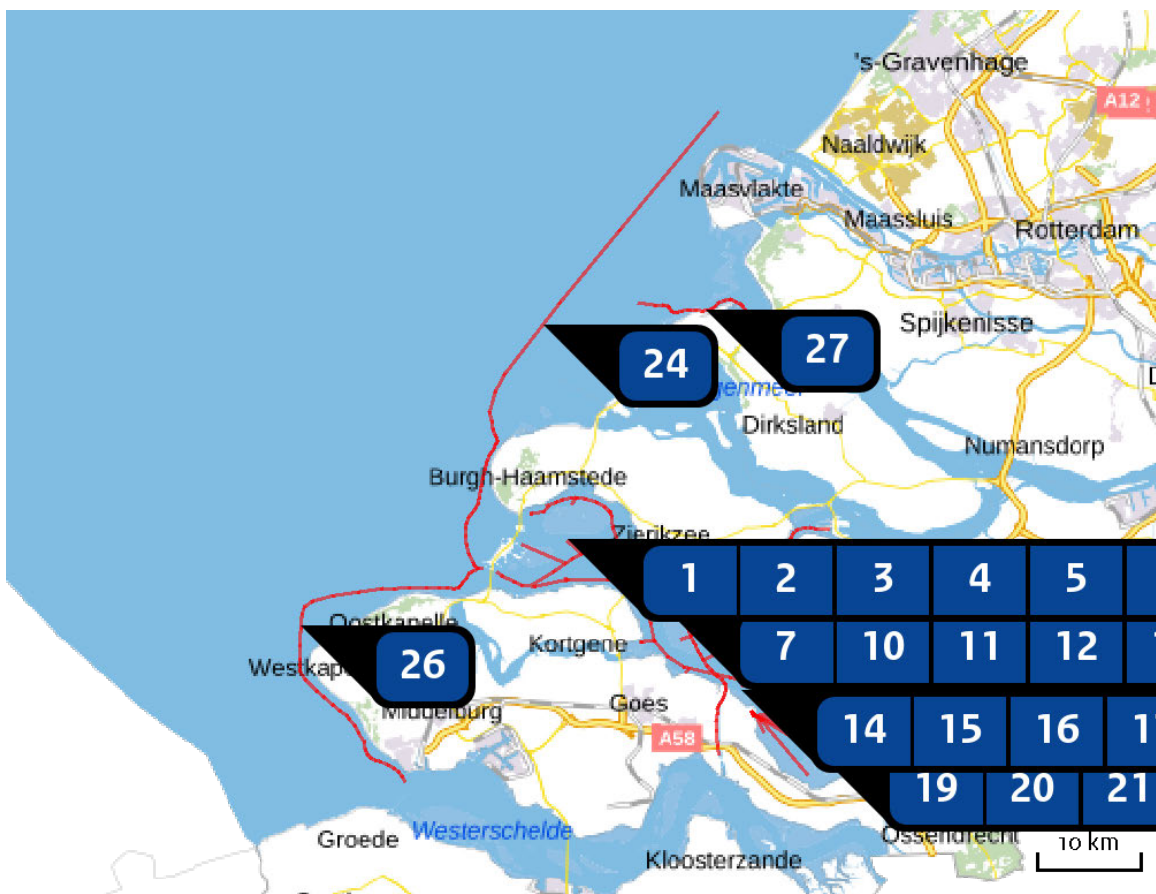 's-Gravenhage
A12
Naaldwijk
Maasvlakte
Maassluis
Rotterdam
Spijkenisse
24
27
Dirksland
Numansdorp
Burgh-Haamstede
Zierikzee
1 2 3 4 5
Oostkapelle
Kortgene
7 10 11 12
26
Middelburg
Goes
A58
14 15 16
19 20 21
Groede
Westerschelde
Kloosterzande
Ossendrecht
10 km